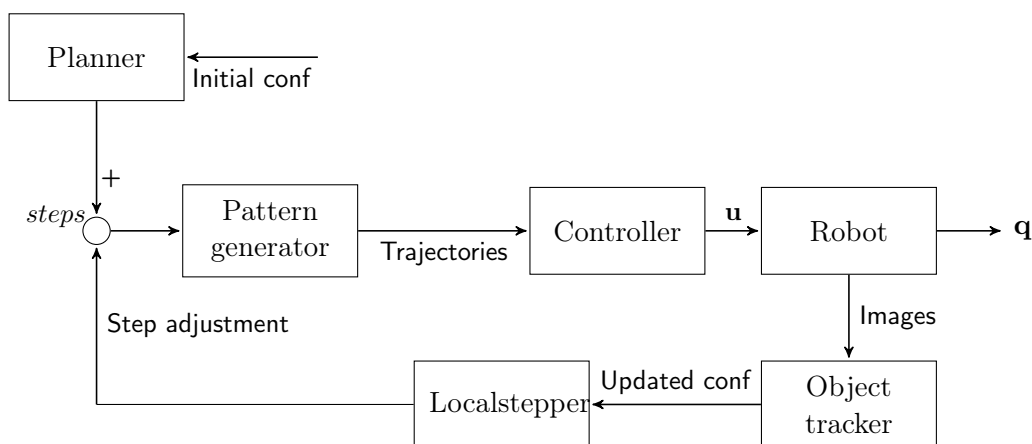 Planner
Initial conf
+
steps
Pattern
generator
Trajectories
Controller
u
Robot
q
Step adjustment
Images
Localstepper
Updated conf
Object
tracker